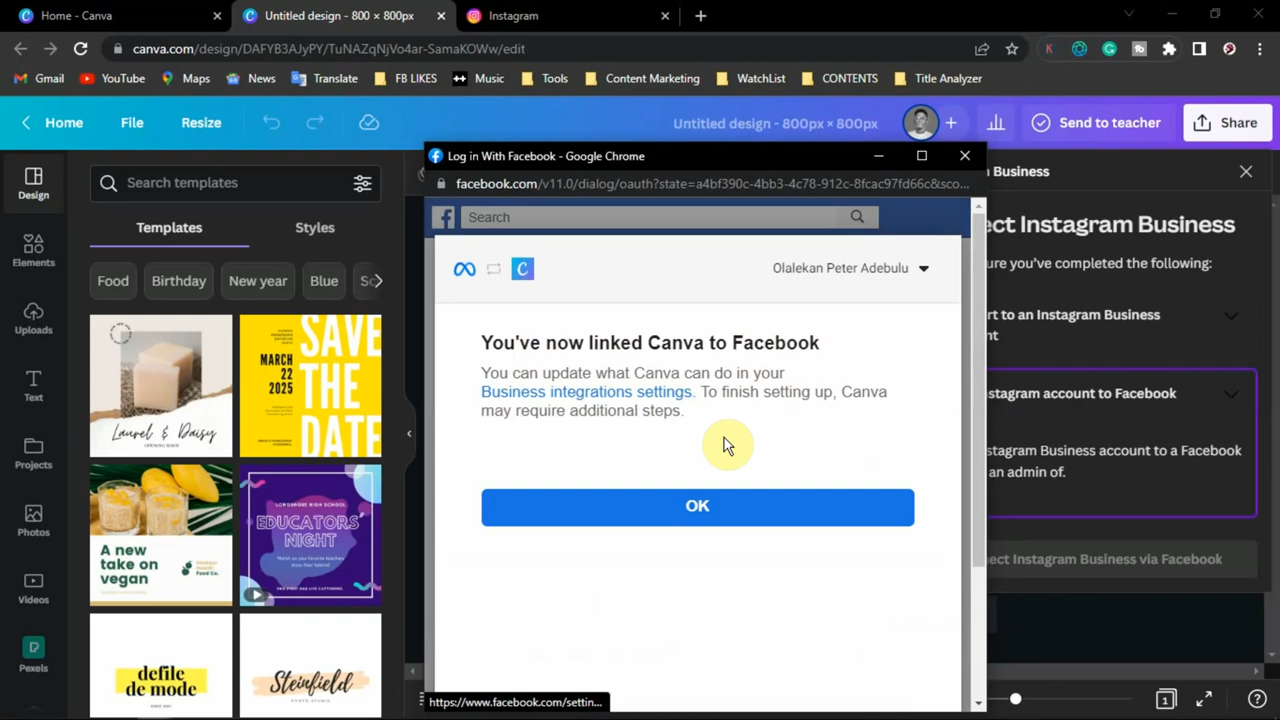 Home - Canva
Untitled design - 800 × 800px
Instagram
canva.com/design/DAFYB3AJyPY/TuNAZqNjVo4ar-SamaKOWw/edit
Gmail
YouTube
Maps
News
Translate
FB LIKES
Music
Tools
Content Marketing
WatchList
CONTENTS
Title Analyzer
Home
File
Resize
Untitled design - 800px × 800px
Send to teacher
Share
Design
Elements
Uploads
Text
Projects
Photos
Videos
Pexels
Search templates
Templates
Styles
Food
Birthday
New year
Blue
Laurel & Daisy
OPENING SOON
MARCH
22
2025
SAVE
THE
DATE
A new
take on
vegan
EDUCATORS'
NIGHT
defile
de mode
Steinfield
Log in With Facebook - Google Chrome
facebook.com/v11.0/dialog/oauth?state=a4bf390c-4bb3-4c78-912c-8fcac97fd66c&sco...
Search
Olalekan Peter Adebulu
You've now linked Canva to Facebook
You can update what Canva can do in your
Business integrations settings. To finish setting up, Canva
may require additional steps.
OK
https://www.facebook.com/settin...
Business
ect Instagram Business
ure you've completed the following:
rt to an Instagram Business
nt
stagram account to Facebook
stagram Business account to a Facebook
an admin of.
ect Instagram Business via Facebook
1